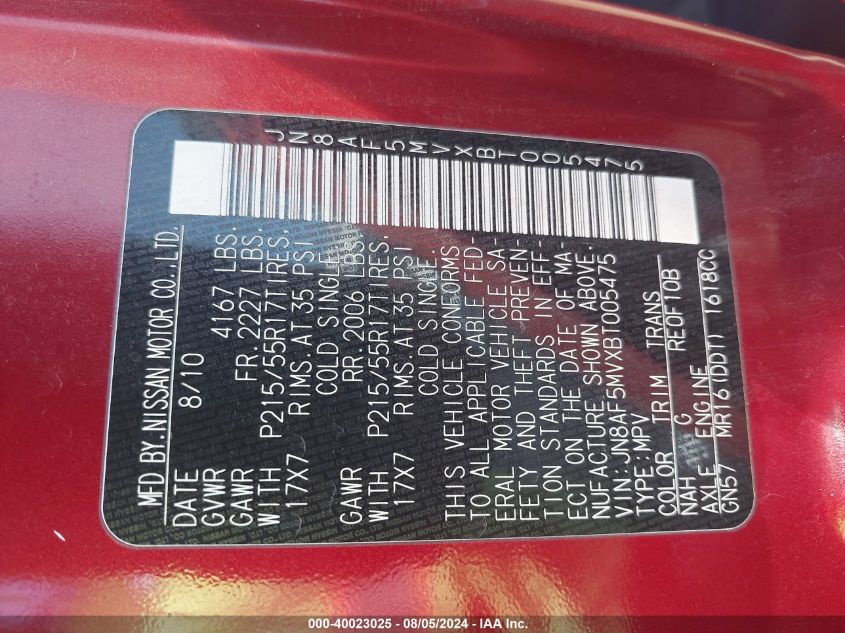 JN8AF5MVXBT005475
MFD BY.NISSAN MOTOR CO.,LTD.
DATE 8/10
GVWR 4167 LBS.
GAWR FR.2227 LBS.
WITH P215/55R17TIRES.
17X7 RIMS.AT 35 PSI
COLD SINGLE.
GAWR RR.2006 LBS.
WITH P215/55R17TIRES.
17X7 RIMS.AT 35 PSI
COLD SINGLE.
THIS VEHICLE CONFORMS
TO ALL APPLICABLE FED-
ERAL MOTOR VEHICLE SA-
FETY AND THEFT PREVEN-
TION STANDARDS IN EFF-
ECT ON THE DATE OF MA-
NUFACTURE SHOWN ABOVE.
VIN:JN8AF5MVXBT005475
TYPE:MPV
COLOR TRIM TRANS
NAH G RE0F10B
AXLE ENGINE
GN57 MR16(DD1) 1618CC
000-40023025 - 08/05/2024 - IAA Inc.